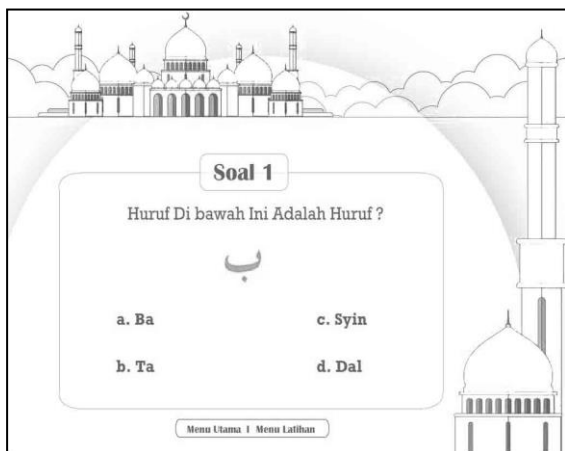 Soal 1
Huruf Di bawah Ini Adalah Huruf ?
ب
a. Ba
c. Syin
b. Ta
d. Dal
Menu Utama I Menu Latihan